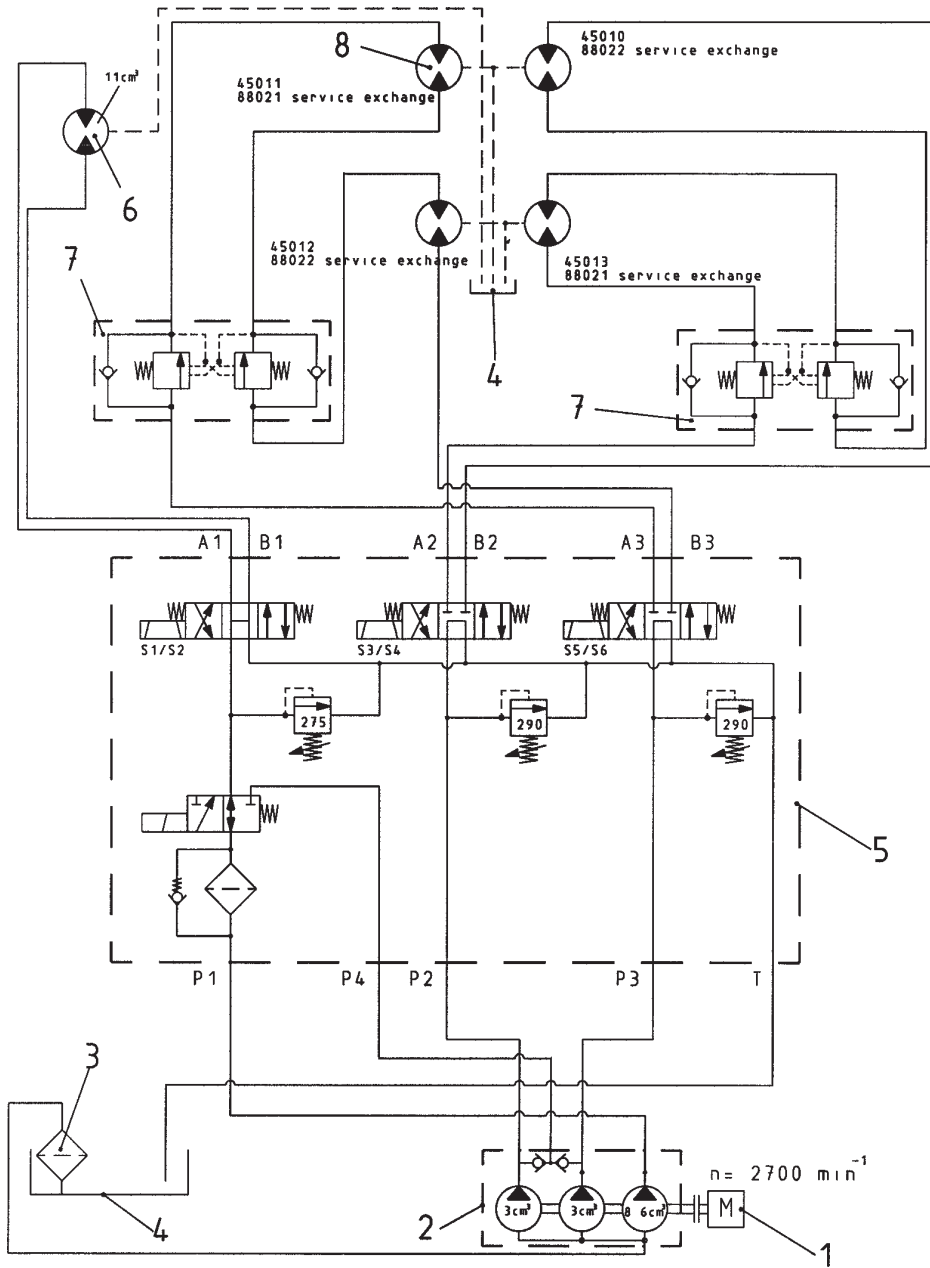 8
45010
88022 service exchange
11cm³
45011
88021 service exchange
6
7
45012
88022 service exchange
45013
88021 service exchange
4
7
A1 B1 A2 B2 A3 B3
S1/S2 S3/S4 S5/S6
275 290 290
5
P1 P4 P2 P3 T
3
n= 2700 min⁻¹
4
2
3cm³ 3cm³ 8 6cm³ M
1